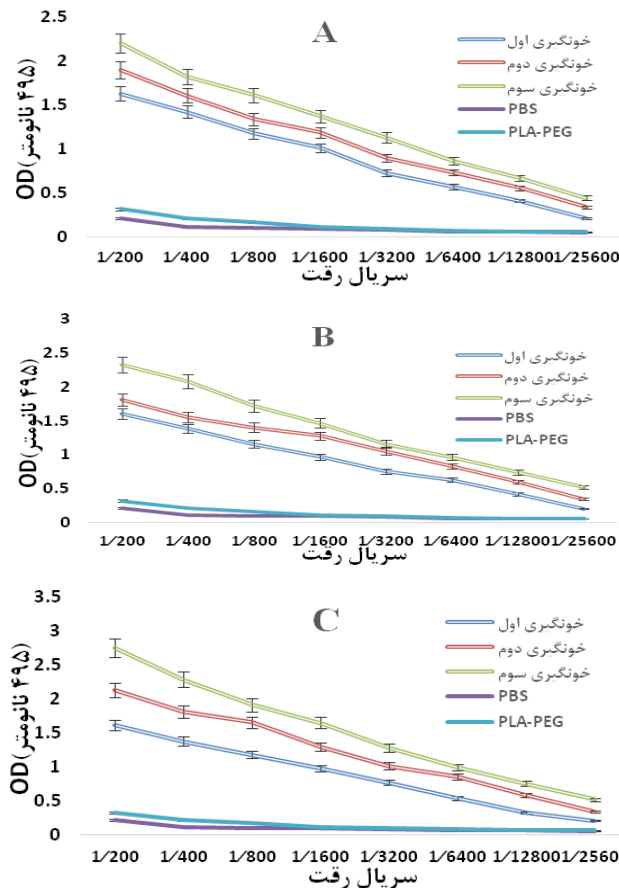 A
2.5
2
1.5
1
0.5
0
OD(۴۹۵ نانومتر)
خونگیری اول
خونگیری دوم
خونگیری سوم
PBS
PLA-PEG
1/200 1/400 1/800 1/1600 1/3200 1/6400 1/12800 1/25600
سریال رقت
B
3
2.5
2
1.5
1
0.5
0
OD(۴۹۵ نانومتر)
خونگیری اول
خونگیری دوم
خونگیری سوم
PBS
PLA-PEG
1/200 1/400 1/800 1/1600 1/3200 1/6400 1/12800 1/25600
سریال رقت
C
3.5
3
2.5
2
1.5
1
0.5
0
OD(۴۹۵ نانومتر)
خونگیری اول
خونگیری دوم
خونگیری سوم
PBS
PLA-PEG
1/200 1/400 1/800 1/1600 1/3200 1/6400 1/12800 1/2560
سریال رقت